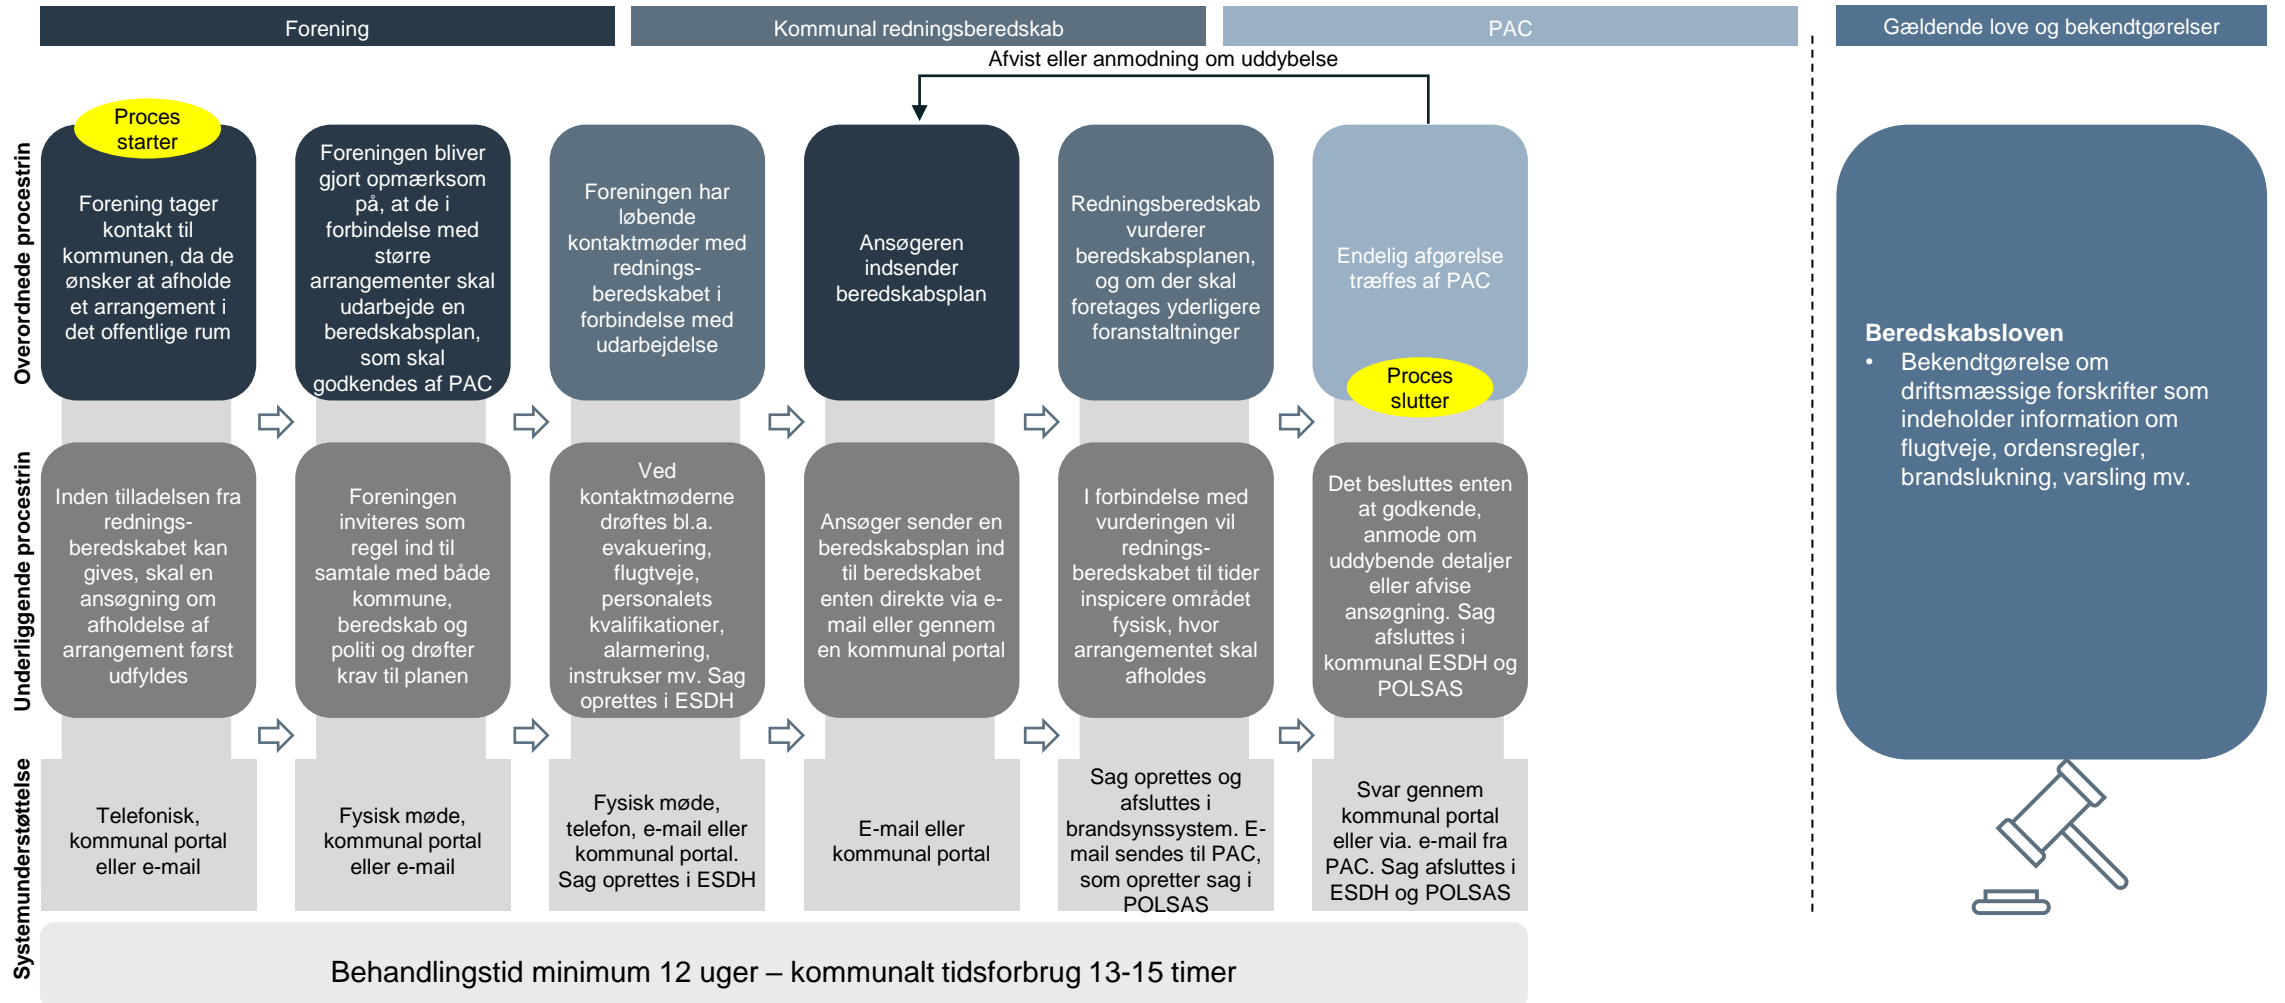 Forening
Kommunal redningsberedskab
PAC
Gældende love og bekendtgørelser
Afvist eller anmodning om uddybelse
Overordnede procestrin
Proces
starter
Forening tager
kontakt til
kommunen, da de
ønsker at afholde
et arrangement i
det offentlige rum
Foreningen bliver
gjort opmærksom
på, at de i
forbindelse med
større
arrangementer skal
udarbejde en
beredskabsplan,
som skal
godkendes af PAC
Foreningen har
løbende
kontaktmøder med
rednings-
beredskabet i
forbindelse med
udarbejdelse
Ansøgeren
indsender
beredskabsplan
Redningsberedskab
vurderer
beredskabsplanen,
og om der skal
foretages yderligere
foranstaltninger
Endelig afgørelse
træffes af PAC
Proces
slutter
Underliggende procestrin
Inden tilladelsen fra
rednings-
beredskabet kan
gives, skal en
ansøgning om
afholdelse af
arrangement først
udfyldes
Foreningen
inviteres som
regel ind til
samtale med både
kommune,
beredskab og
politi og drøfter
krav til planen
Ved
kontaktmøderne
drøftes bl.a.
evakuering,
flugtveje,
personalets
kvalifikationer,
alarmering,
instrukser mv. Sag
oprettes i ESDH
Ansøger sender en
beredskabsplan ind
til beredskabet
enten direkte via e-
mail eller gennem
en kommunal portal
I forbindelse med
vurderingen vil
rednings-
beredskabet til tider
inspicere området
fysisk, hvor
arrangementet skal
afholdes
Det besluttes enten
at godkende,
anmode om
uddybende detaljer
eller afvise
ansøgning. Sag
afsluttes i
kommunal ESDH og
POLSAS
Systemunderstøttelse
Telefonisk,
kommunal portal
eller e-mail
Fysisk møde,
kommunal portal
eller e-mail
Fysisk møde,
telefon, e-mail eller
kommunal portal.
Sag oprettes i ESDH
E-mail eller
kommunal portal
Sag oprettes og
afsluttes i
brandsynssystem. E-
mail sendes til PAC,
som opretter sag i
POLSAS
Svar gennem
kommunal portal
eller via. e-mail fra
PAC. Sag afsluttes i
ESDH og POLSAS
Behandlingstid minimum 12 uger – kommunalt tidsforbrug 13-15 timer
Beredskabsloven
• Bekendtgørelse om
driftsmæssige forskrifter som
indeholder information om
flugtveje, ordensregler,
brandslukning, varsling mv.